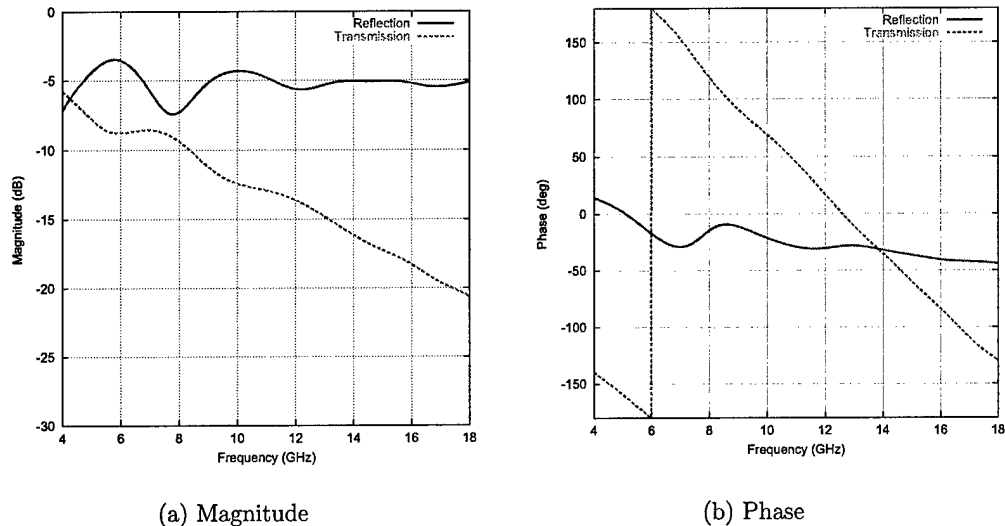 Reflection
Transmission
0
-5
-10
-15
-20
-25
-30
Magnitude (dB)
4 6 8 10 12 14 16 18
Frequency (GHz)
(a) Magnitude
Reflection
Transmission
150
100
50
0
-50
-100
-150
Phase (deg)
4 6 8 10 12 14 16 18
Frequency (GHz)
(b) Phase